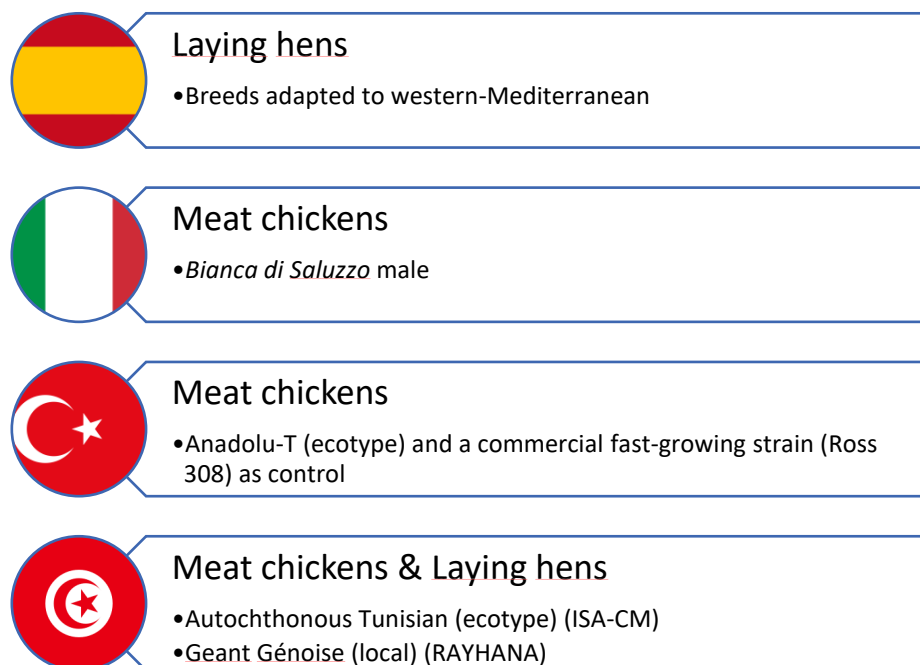 Laying hens
•Breeds adapted to western-Mediterranean
Meat chickens
•Bianca di Saluzzo male
Meat chickens
•Anadolu-T (ecotype) and a commercial fast-growing strain (Ross
308) as control
Meat chickens & Laying hens
•Autochthonous Tunisian (ecotype) (ISA-CM)
•Geant Génoise (local) (RAYHANA)